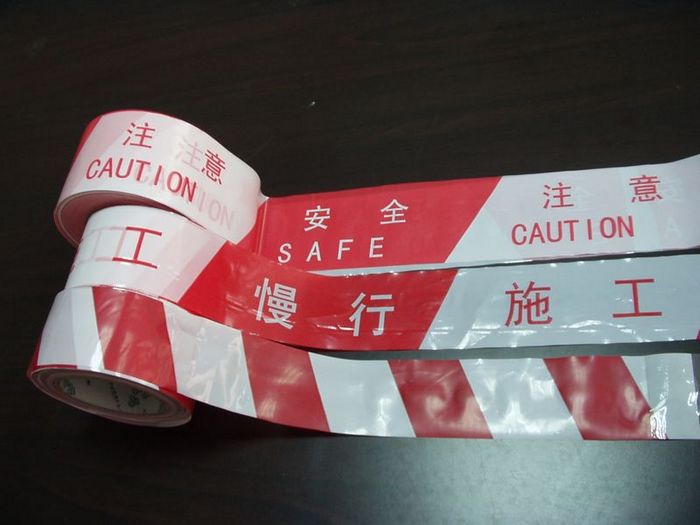 注 注意
CAUTION
安 全
SAFE
注 意
CAUTION
工
慢 行
施 工